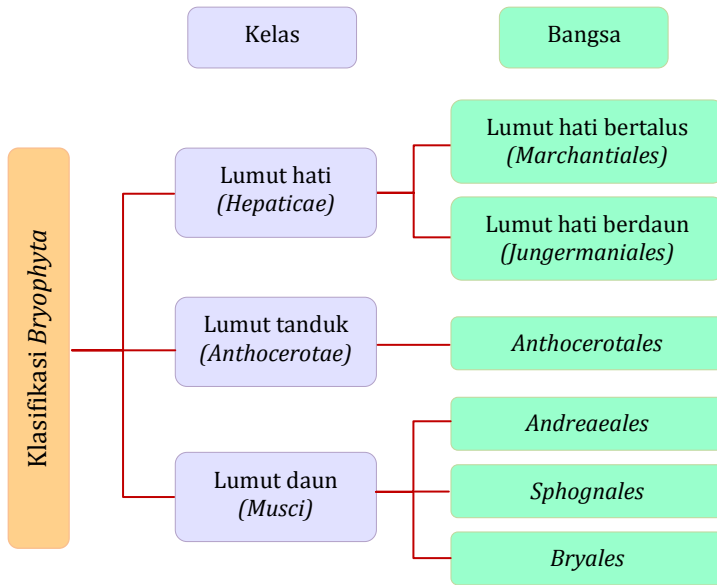 Kelas
Bangsa
Klasifikasi Bryophyta
Lumut hati
(Hepaticae)
Lumut hati bertalus
(Marchantiales)
Lumut hati berdaun
(Jungermaniales)
Lumut tanduk
(Anthocerotae)
Anthocerotales
Lumut daun
(Musci)
Andreaeales
Sphognales
Bryales